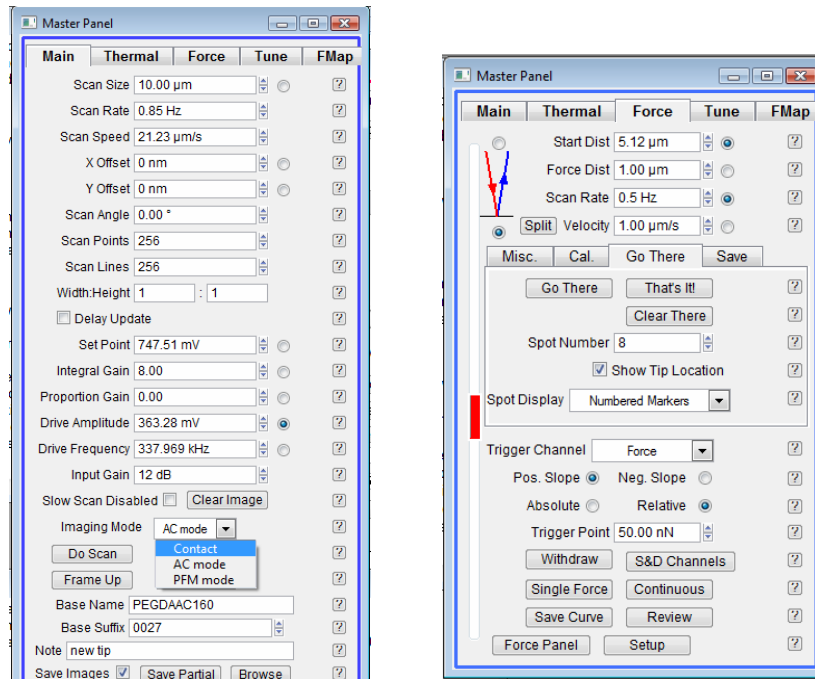 Master Panel
Main Thermal Force Tune FMap
Scan Size 10.00 µm ?
Scan Rate 0.85 Hz ?
Scan Speed 21.23 µm/s ?
X Offset 0 nm ?
Y Offset 0 nm ?
Scan Angle 0.00 ° ?
Scan Points 256 ?
Scan Lines 256 ?
Width:Height 1 : 1 ?
Delay Update ?
Set Point 747.51 mV ?
Integral Gain 8.00 ?
Proportion Gain 0.00 ?
Drive Amplitude 363.28 mV ?
Drive Frequency 337.969 kHz ?
Input Gain 12 dB ?
Slow Scan Disabled Clear Image ?
Imaging Mode AC mode ?
Do Scan Contact ?
AC mode
Frame Up PFM mode ?
Base Name PEGDAAC160 ?
Base Suffix 0027 ?
Note new tip ?
Save Images Save Partial Browse ?
Master Panel
Main Thermal Force Tune FMap
Start Dist 5.12 µm ?
Force Dist 1.00 µm ?
Scan Rate 0.5 Hz ?
Split Velocity 1.00 µm/s ?
Misc. Cal. Go There Save
Go There That's It! ?
Clear There ?
Spot Number 8 ?
Show Tip Location ?
Spot Display Numbered Markers ?
Trigger Channel Force ?
Pos. Slope Neg. Slope ?
Absolute Relative ?
Trigger Point 50.00 nN ?
Withdraw S&D Channels ?
Single Force Continuous ?
Save Curve Review ?
Force Panel Setup ?